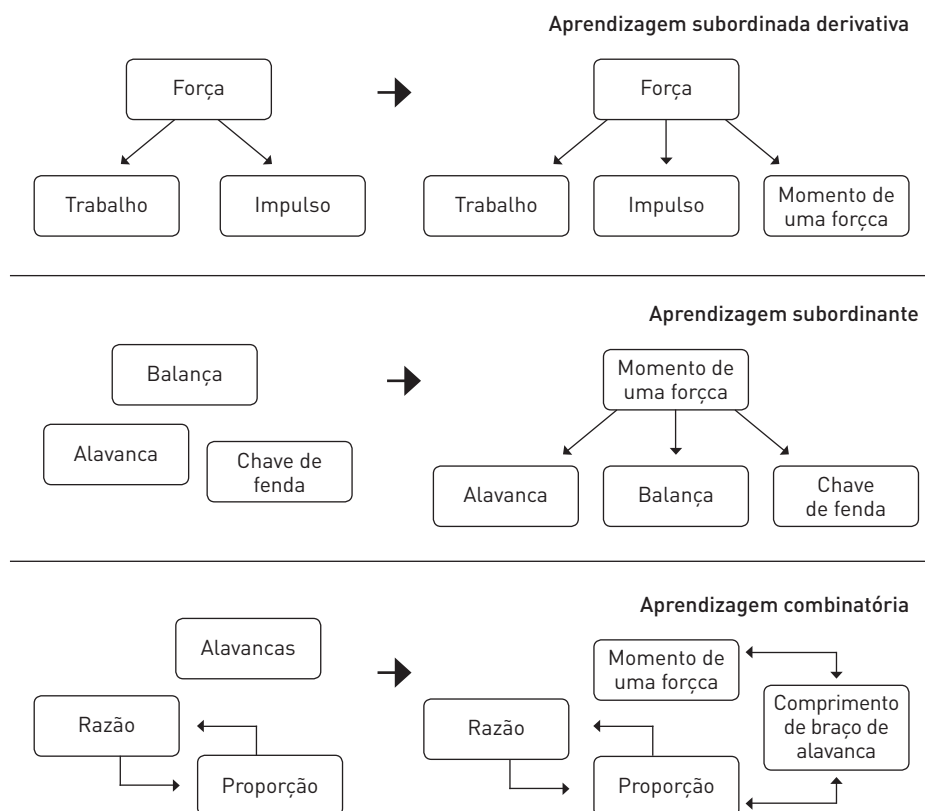 Aprendizagem subordinada derivativa
Força
Trabalho
Impulso
Força
Trabalho
Impulso
Momento de
uma forçca
Aprendizagem subordinante
Balança
Alavanca
Chave de
fenda
Momento de
uma forçca
Alavanca
Balança
Chave
de fenda
Aprendizagem combinatória
Alavancas
Razão
Proporção
Momento de
uma forçca
Razão
Proporção
Comprimento
de braço de
alavanca